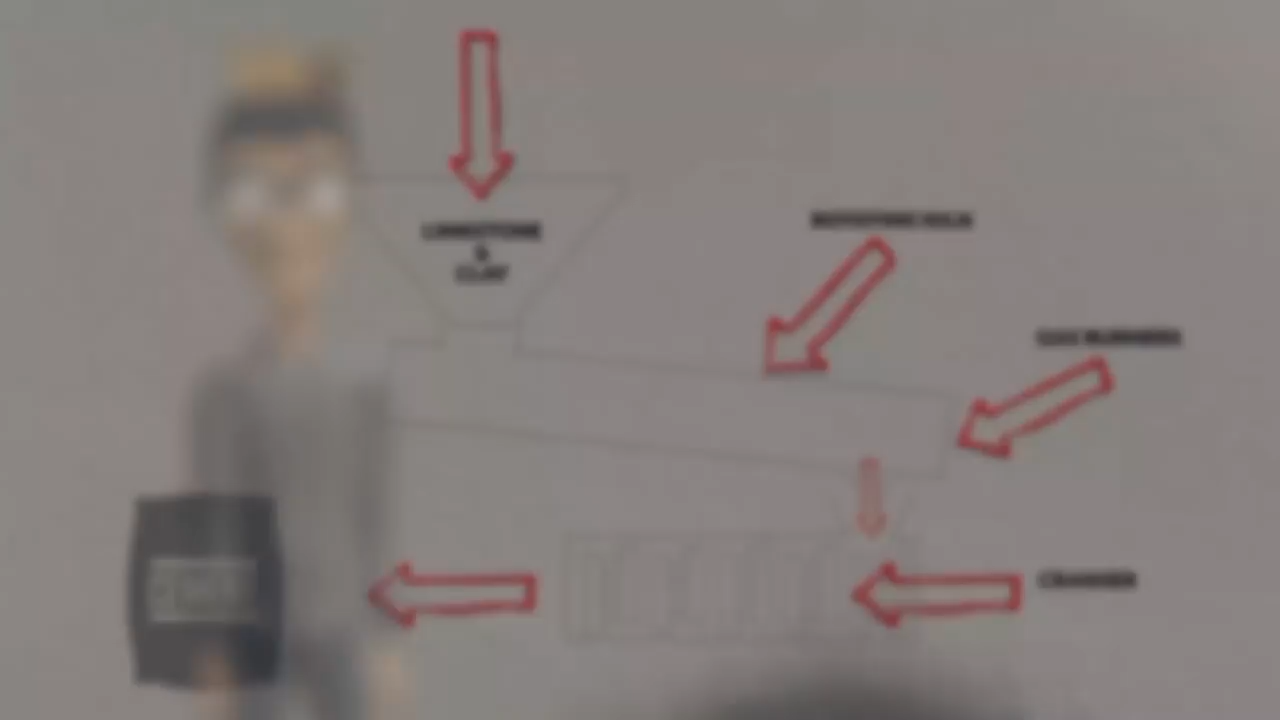 LIMESTONE
&
CLAY
ROTATING KILN
GAS BURNERS
CRUSHER